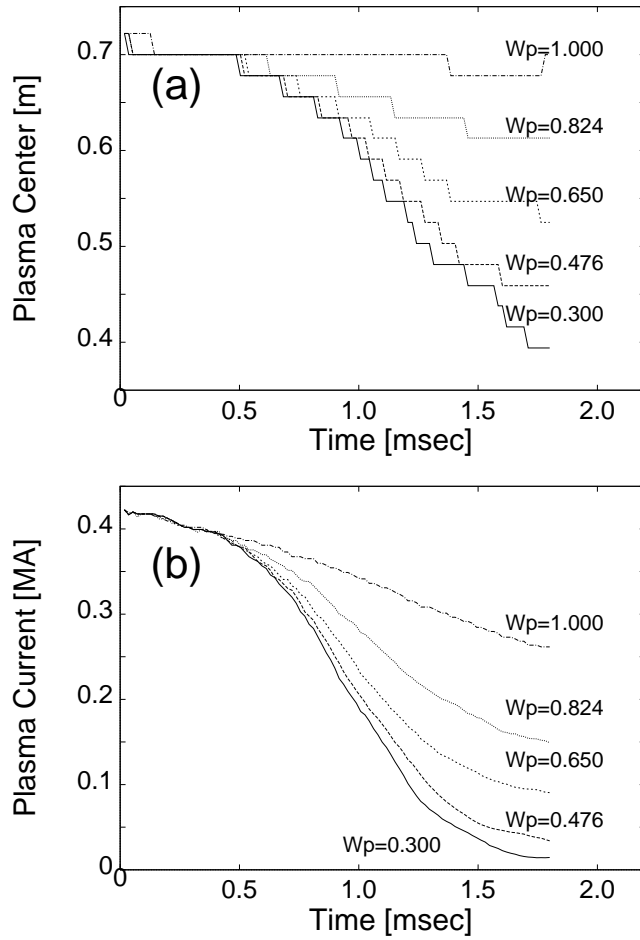 (a)
Plasma Center [m]
0.7
0.6
0.5
0.4
Wp=1.000
Wp=0.824
Wp=0.650
Wp=0.476
Wp=0.300
0 0.5 1.0 1.5 2.0
Time [msec]
(b)
Plasma Current [MA]
0.4
0.3
0.2
0.1
0
Wp=1.000
Wp=0.824
Wp=0.650
Wp=0.476
Wp=0.300
0 0.5 1.0 1.5 2.0
Time [msec]